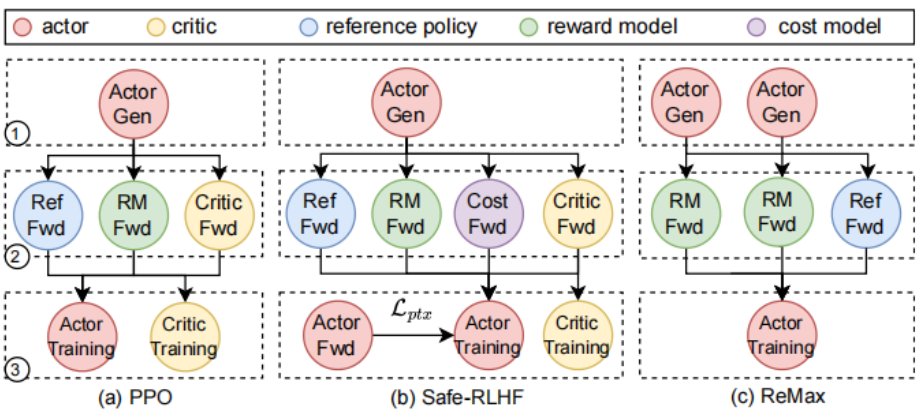 actor critic reference policy reward model cost model
Actor Gen
Actor Gen
Actor Gen
Actor Gen
1
Ref Fwd
RM Fwd
Critic Fwd
Ref Fwd
RM Fwd
Cost Fwd
Critic Fwd
RM Fwd
RM Fwd
Ref Fwd
2
Actor Training
Critic Training
Actor Fwd
ℒptx
Actor Training
Critic Training
Actor Training
3
(a) PPO
(b) Safe-RLHF
(c) ReMax